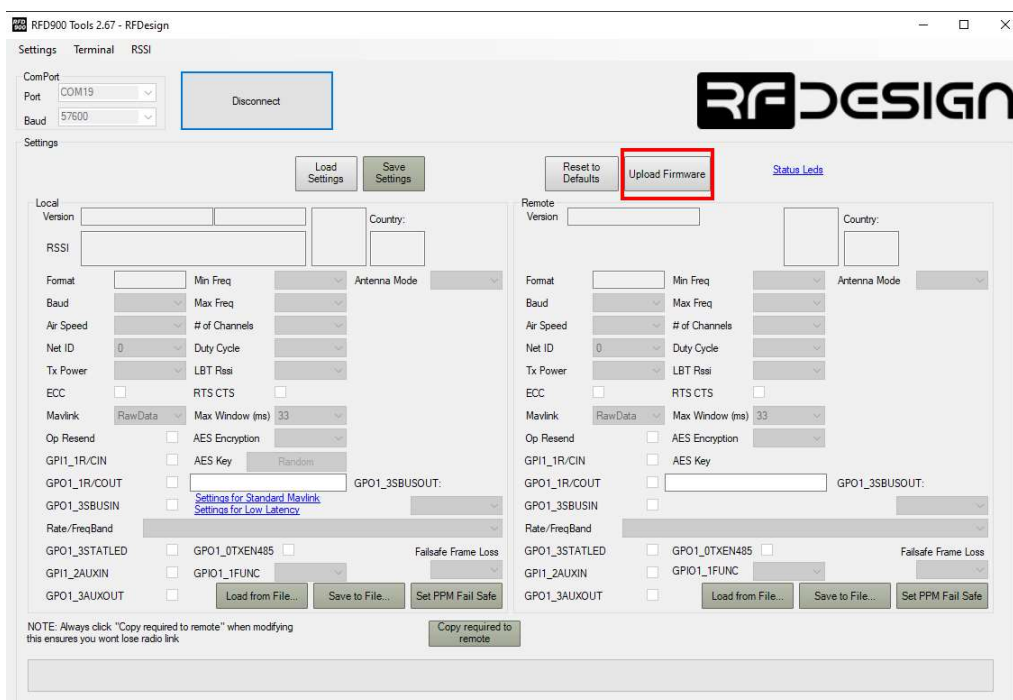 RFD900 Tools 2.67 - RFDesign
Settings Terminal RSSI
ComPort
Port COM19
Baud 57600
Disconnect
RFDESIGN
Settings
Load Settings
Save Settings
Reset to Defaults
Upload Firmware
Status Leds
Local
Version
Country:
RSSI
Format Min Freq Antenna Mode
Baud Max Freq
Air Speed # of Channels
Net ID 0 Duty Cycle
Tx Power LBT Rssi
ECC RTS CTS
Mavlink RawData Max Window (ms) 33
Op Resend AES Encryption
GPI1_1R/CIN AES Key Random
GPO1_1R/COUT GPO1_3SBUSOUT:
Settings for Standard Mavlink
GPO1_3SBUSIN Settings for Low Latency
Rate/FreqBand
GPO1_3STATLED GPO1_0TXEN485 Failsafe Frame Loss
GPI1_2AUXIN GPIO1_1FUNC
GPO1_3AUXOUT Load from File... Save to File... Set PPM Fail Safe
Remote
Version
Country:
Format Min Freq Antenna Mode
Baud Max Freq
Air Speed # of Channels
Net ID 0 Duty Cycle
Tx Power LBT Rssi
ECC RTS CTS
Mavlink RawData Max Window (ms) 33
Op Resend AES Encryption
GPI1_1R/CIN AES Key
GPO1_1R/COUT GPO1_3SBUSOUT:
GPO1_3SBUSIN
Rate/FreqBand
GPO1_3STATLED GPO1_0TXEN485 Failsafe Frame Loss
GPI1_2AUXIN GPIO1_1FUNC
GPO1_3AUXOUT Load from File... Save to File... Set PPM Fail Safe
NOTE: Always click "Copy required to remote" when modifying
this ensures you wont lose radio link
Copy required to
remote